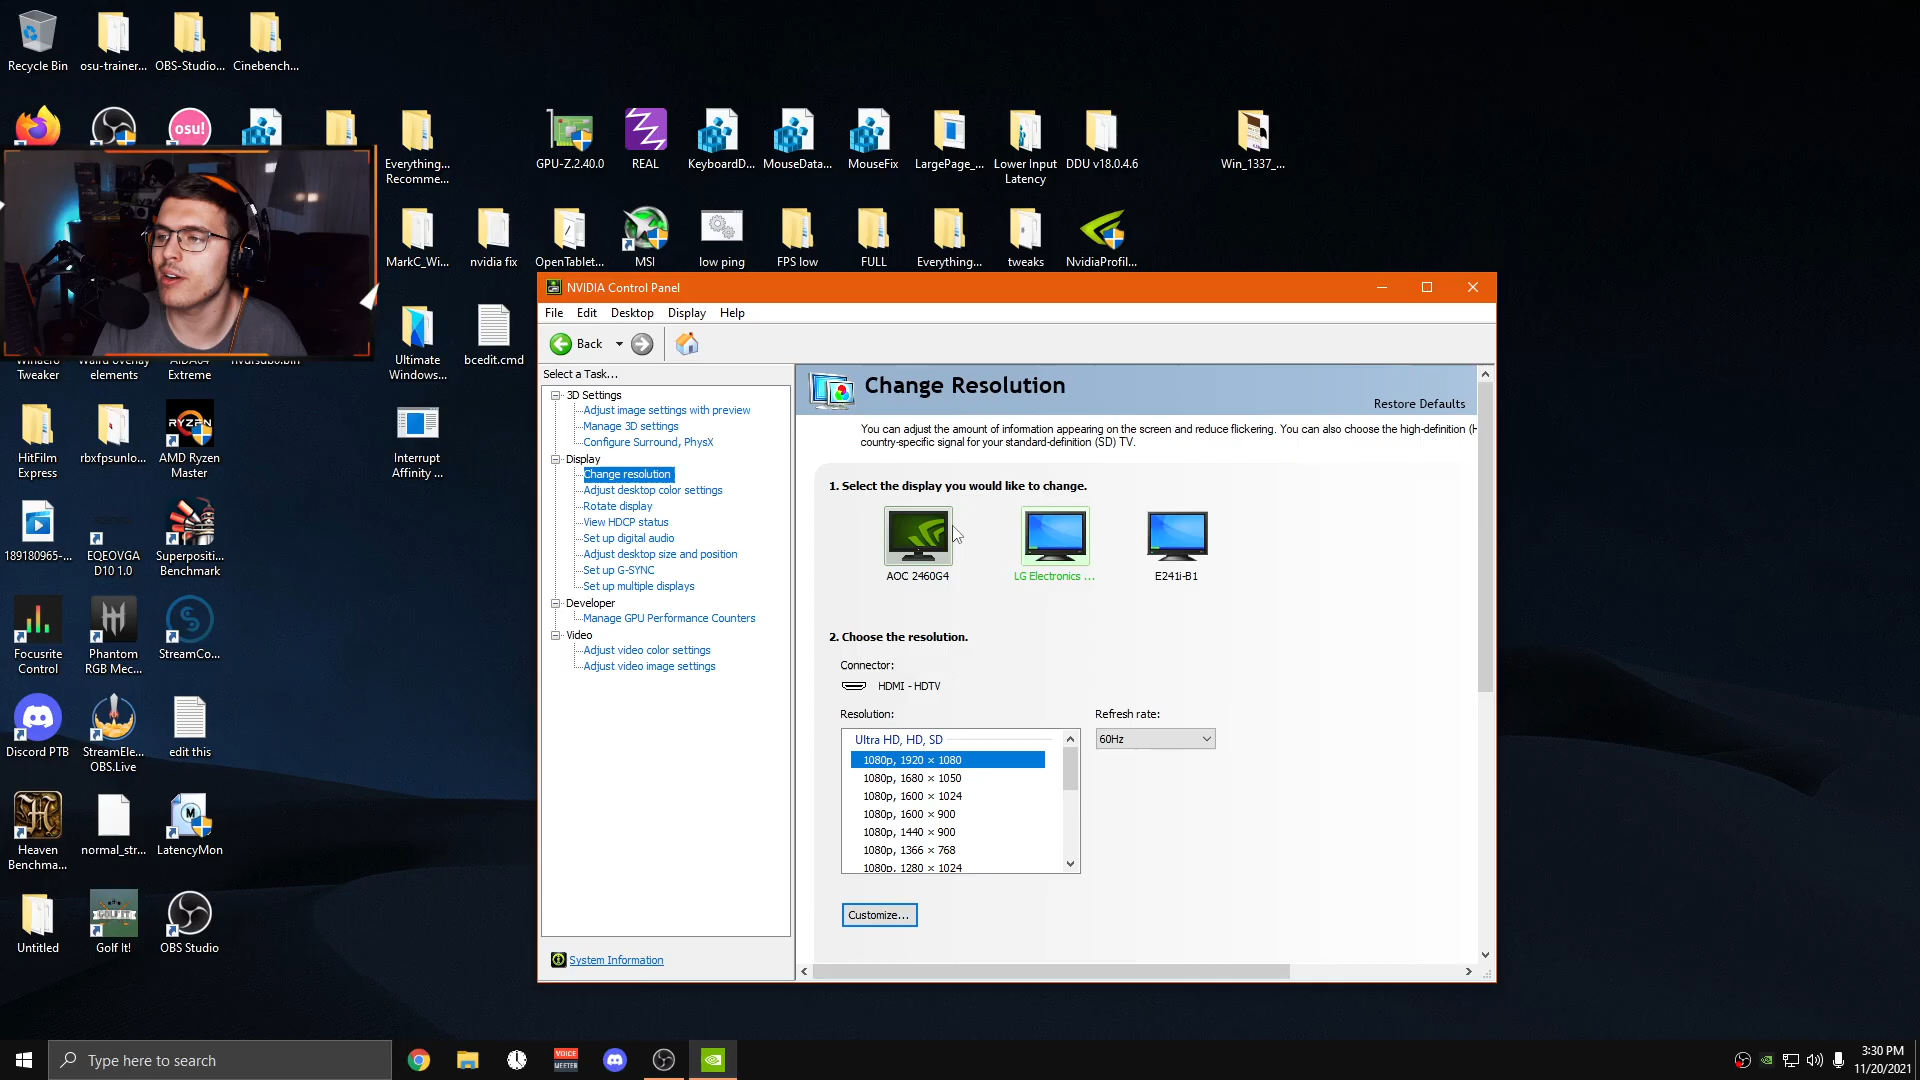 Recycle Bin
osu-trainer...
OBS-Studio...
Cinebench...
osu!
Everything...
Recomme...
GPU-Z.2.40.0
REAL
KeyboardD...
MouseData...
MouseFix
LargePage_...
Lower Input
Latency
DDU v18.0.4.6
Win_1337_...
MarkC_Wi...
nvidia fix
OpenTablet...
MSI
low ping
FPS low
FULL
Everything...
tweaks
NvidiaProfil...
Tweaker
elements
Extreme
Ultimate
Windows...
bcedit.cmd
HitFilm
Express
rbxfpsunlo...
RYZEN
AMD Ryzen
Master
Interrupt
Affinity ...
189180965-...
EQEOVGA
D10 1.0
Superpositi...
Benchmark
Focusrite
Control
Phantom
RGB Mec...
StreamCo...
Discord PTB
StreamEle...
OBS.Live
edit this
Heaven
Benchma...
normal_str...
LatencyMon
Untitled
GOLF IT!
Golf It!
OBS Studio
NVIDIA Control Panel
File Edit Desktop Display Help
Back
Select a Task...
3D Settings
Adjust image settings with preview
Manage 3D settings
Configure Surround, PhysX
Display
Change resolution
Adjust desktop color settings
Rotate display
View HDCP status
Set up digital audio
Adjust desktop size and position
Set up G-SYNC
Set up multiple displays
Developer
Manage GPU Performance Counters
Video
Adjust video color settings
Adjust video image settings
System Information
Change Resolution
Restore Defaults
You can adjust the amount of information appearing on the screen and reduce flickering. You can also choose the high-definition (H
country-specific signal for your standard-definition (SD) TV.
1. Select the display you would like to change.
AOC 2460G4
LG Electronics ...
E241i-B1
2. Choose the resolution.
Connector:
HDMI - HDTV
Resolution:
Refresh rate:
Ultra HD, HD, SD
60Hz
1080p, 1920 × 1080
1080p, 1680 × 1050
1080p, 1600 × 1024
1080p, 1600 × 900
1080p, 1440 × 900
1080p, 1366 × 768
1080p, 1280 × 1024
Customize...
Type here to search
VOICE
MEETER
3:30 PM
11/20/2021